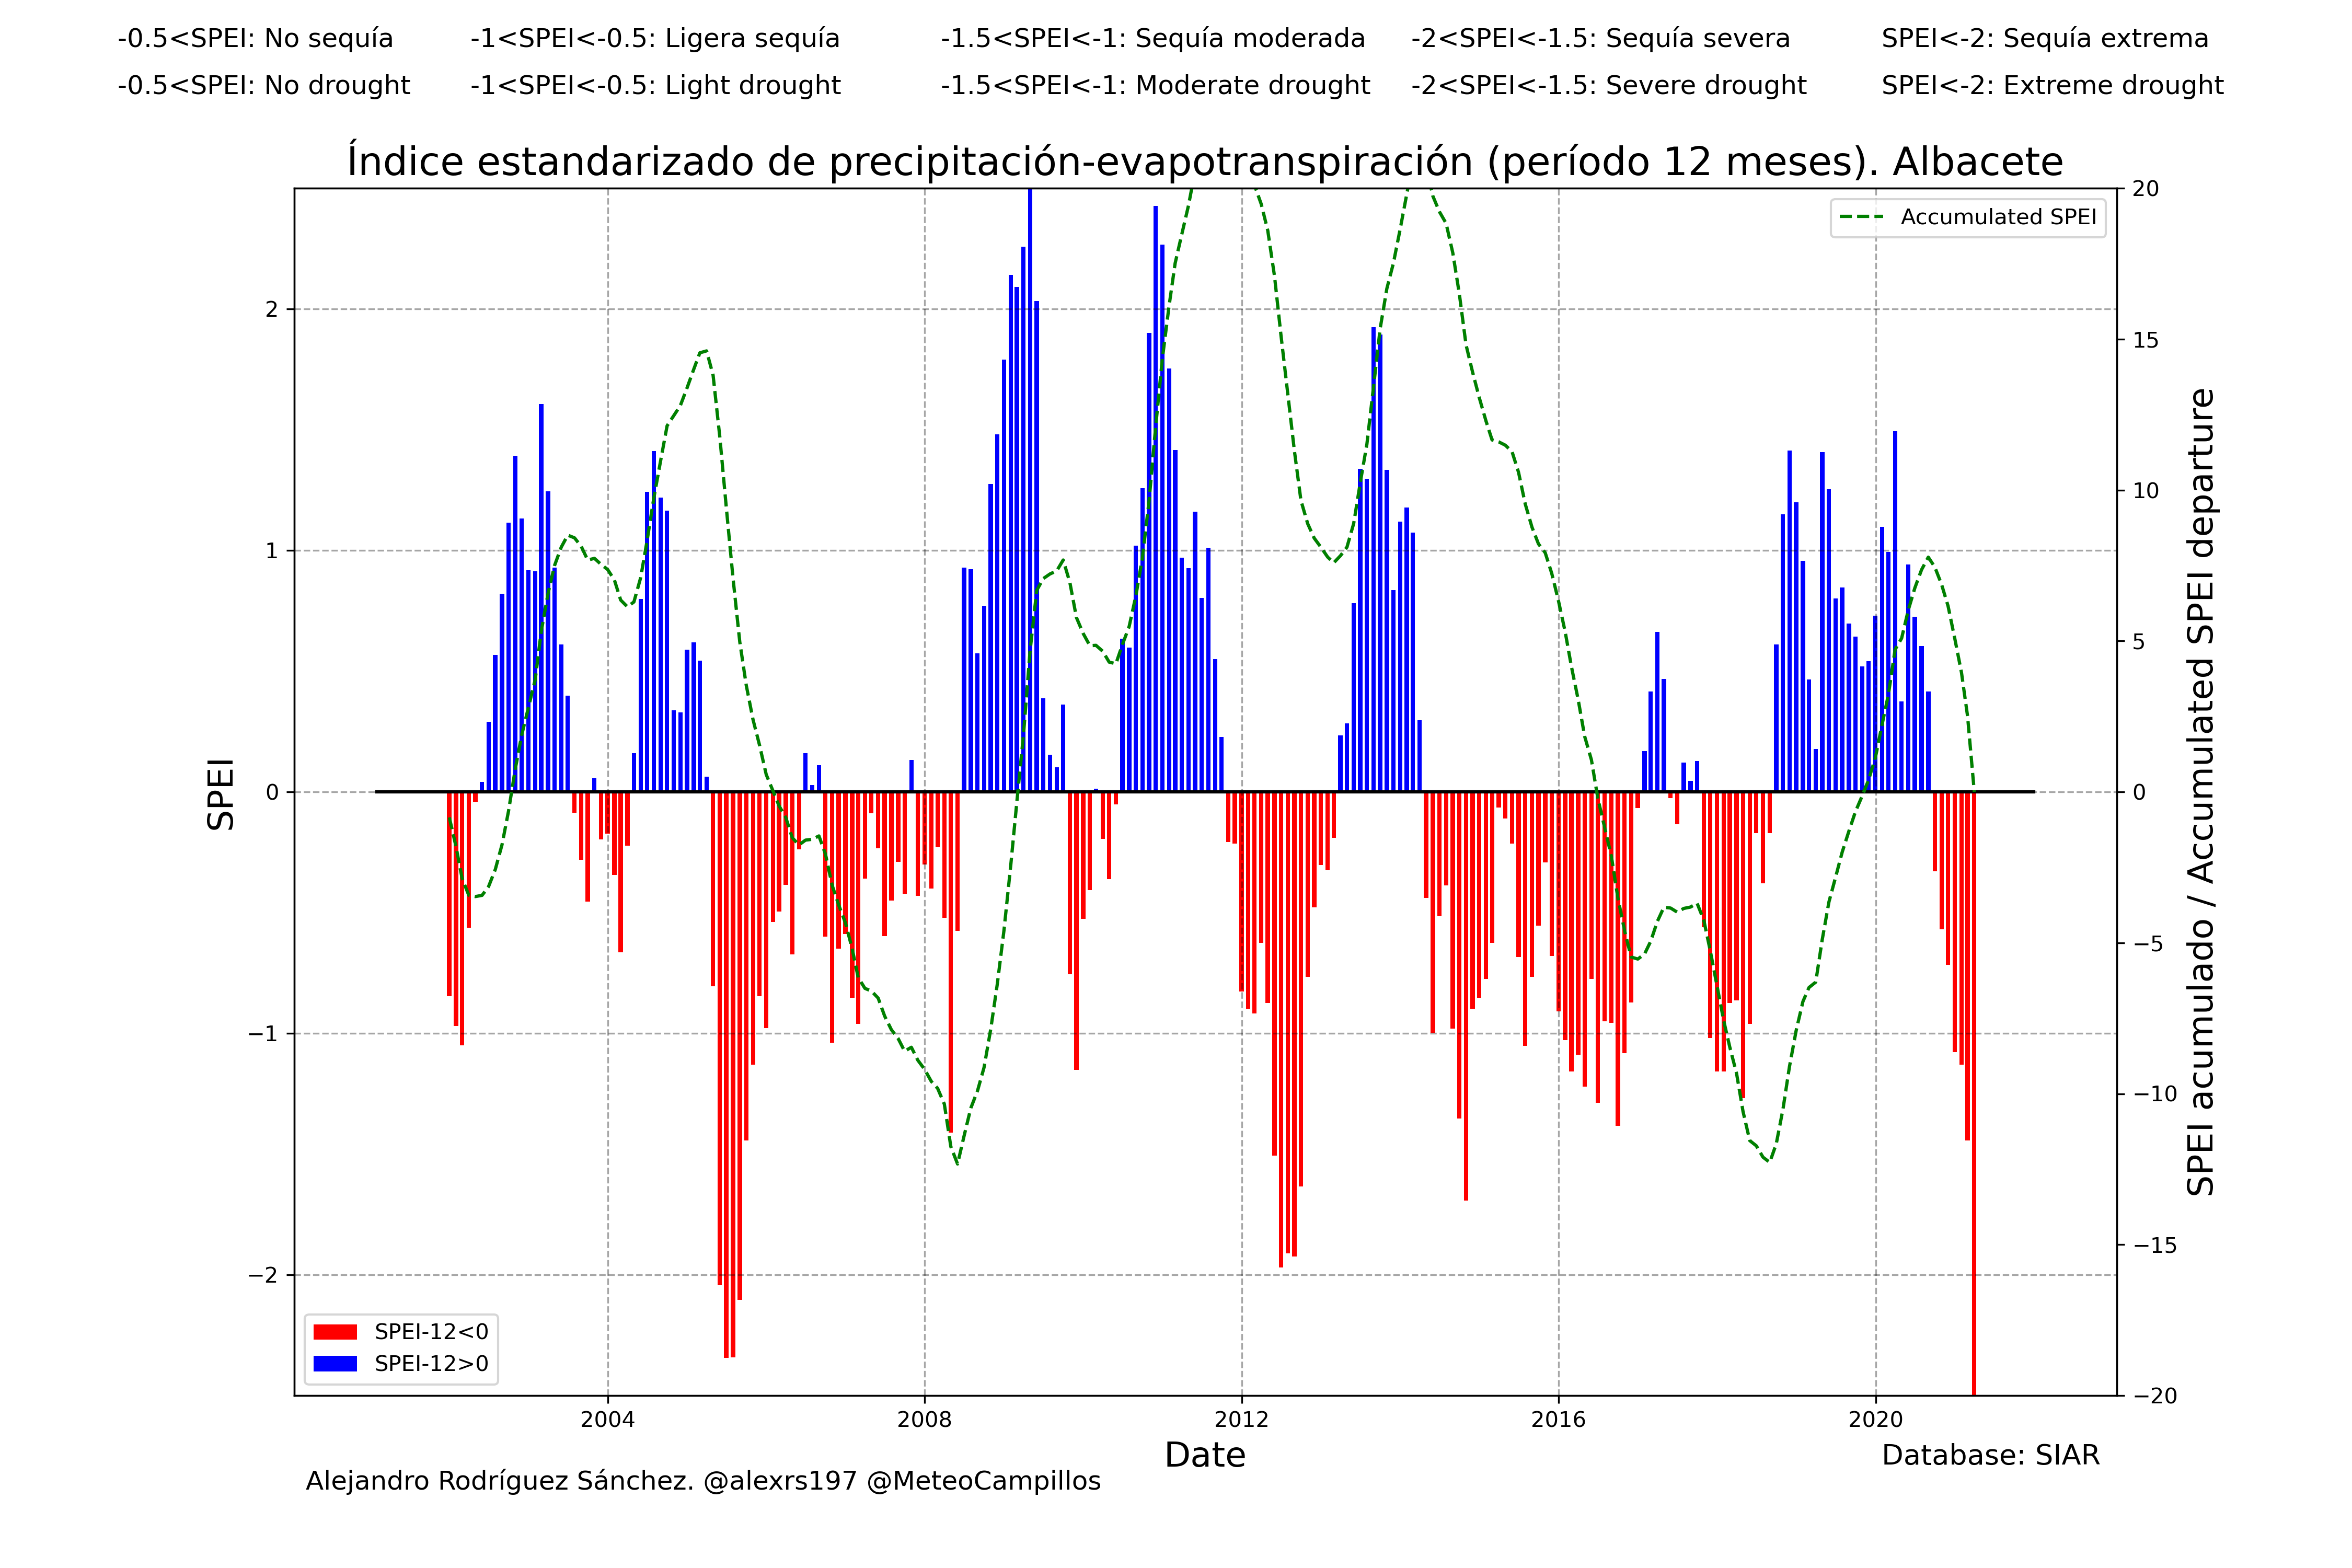 -0.5<SPEI: No sequía -1<SPEI<-0.5: Ligera sequía -1.5<SPEI<-1: Sequía moderada -2<SPEI<-1.5: Sequía severa SPEI<-2: Sequía extrema
-0.5<SPEI: No drought -1<SPEI<-0.5: Light drought -1.5<SPEI<-1: Moderate drought -2<SPEI<-1.5: Severe drought SPEI<-2: Extreme drought
Índice estandarizado de precipitación-evapotranspiración (período 12 meses). Albacete
Accumulated SPEI
SPEI
2
1
0
−1
−2
20
15
10
5
0
−5
−10
−15
−20
SPEI acumulado / Accumulated SPEI departure
SPEI-12<0
SPEI-12>0
2004 2008 2012 2016 2020
Date
Database: SIAR
Alejandro Rodríguez Sánchez. @alexrs197 @MeteoCampillos